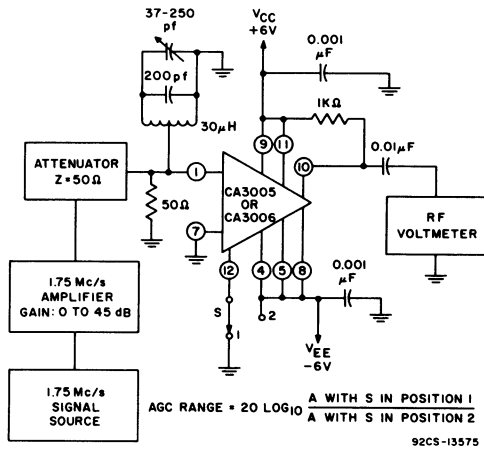 37-250
pf
200 pf
30μH
VCC
+6V
0.001
μF
1KΩ
0.01μF
ATTENUATOR
Z=50Ω
50Ω
1
7
12
9
11
10
CA3005
OR
CA3006
4
5
8
RF
VOLTMETER
1.75 Mc/s
AMPLIFIER
GAIN: 0 TO 45 dB
S
1
2
0.001
μF
VEE
-6V
1.75 Mc/s
SIGNAL
SOURCE
AGC RANGE = 20 LOG10 A WITH S IN POSITION 1
A WITH S IN POSITION 2
92CS-13575